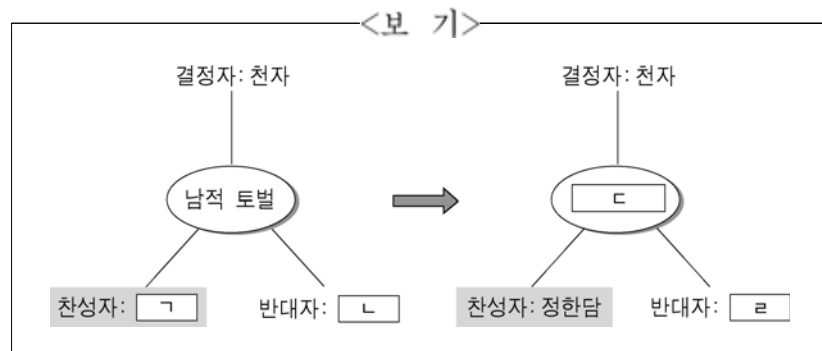 <보 기>
결정자: 천자 결정자: 천자
남적 토벌 ㄷ
찬성자: ㄱ 반대자: ㄴ 찬성자: 정한담 반대자: ㄹ